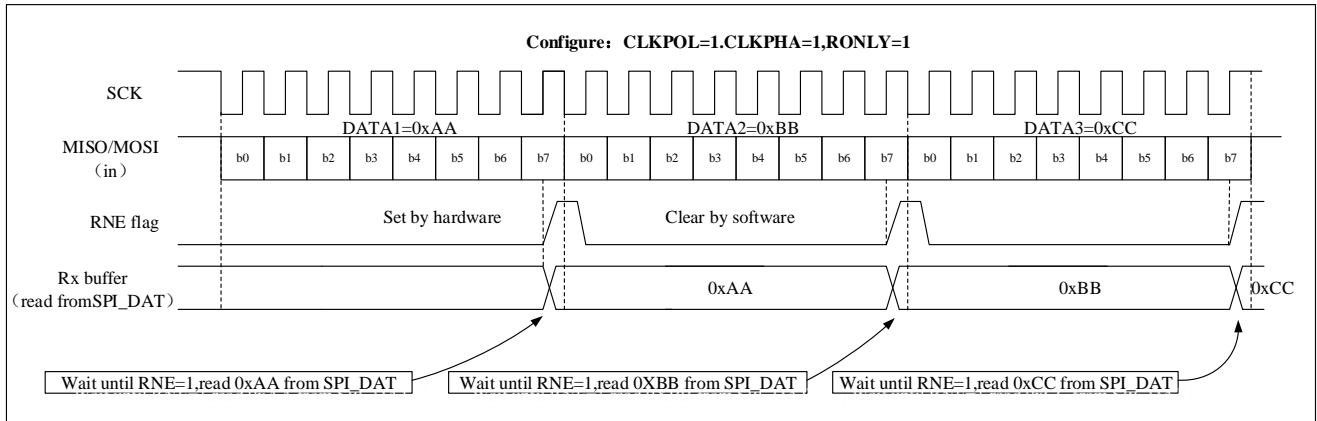 Configure：CLKPOL=1.CLKPHA=1,RONLY=1
SCK
DATA1=0xAA DATA2=0xBB DATA3=0xCC
MISO/MOSI
（in）
b0 b1 b2 b3 b4 b5 b6 b7 b0 b1 b2 b3 b4 b5 b6 b7 b0 b1 b2 b3 b4 b5 b6 b7
RNE flag
Set by hardware Clear by software
Rx buffer
（read fromSPI_DAT）
0xAA 0xBB 0xCC
Wait until RNE=1,read 0xAA from SPI_DAT
Wait until RNE=1,read 0XBB from SPI_DAT
Wait until RNE=1,read 0xCC from SPI_DAT